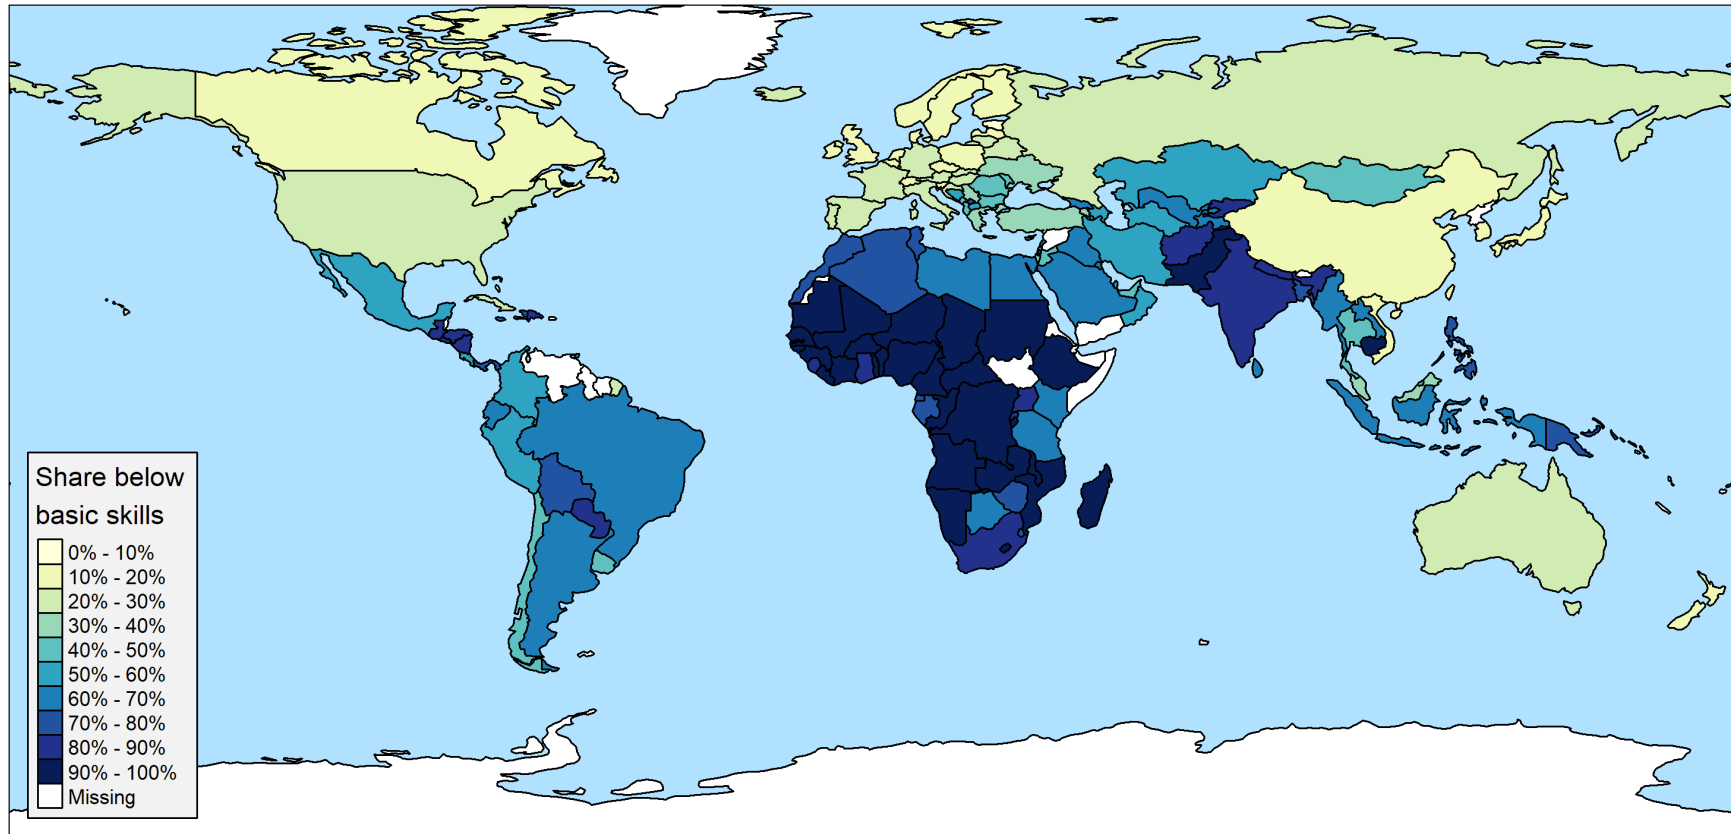 Share below
basic skills
0% - 10%
10% - 20%
20% - 30%
30% - 40%
40% - 50%
50% - 60%
60% - 70%
70% - 80%
80% - 90%
90% - 100%
Missing